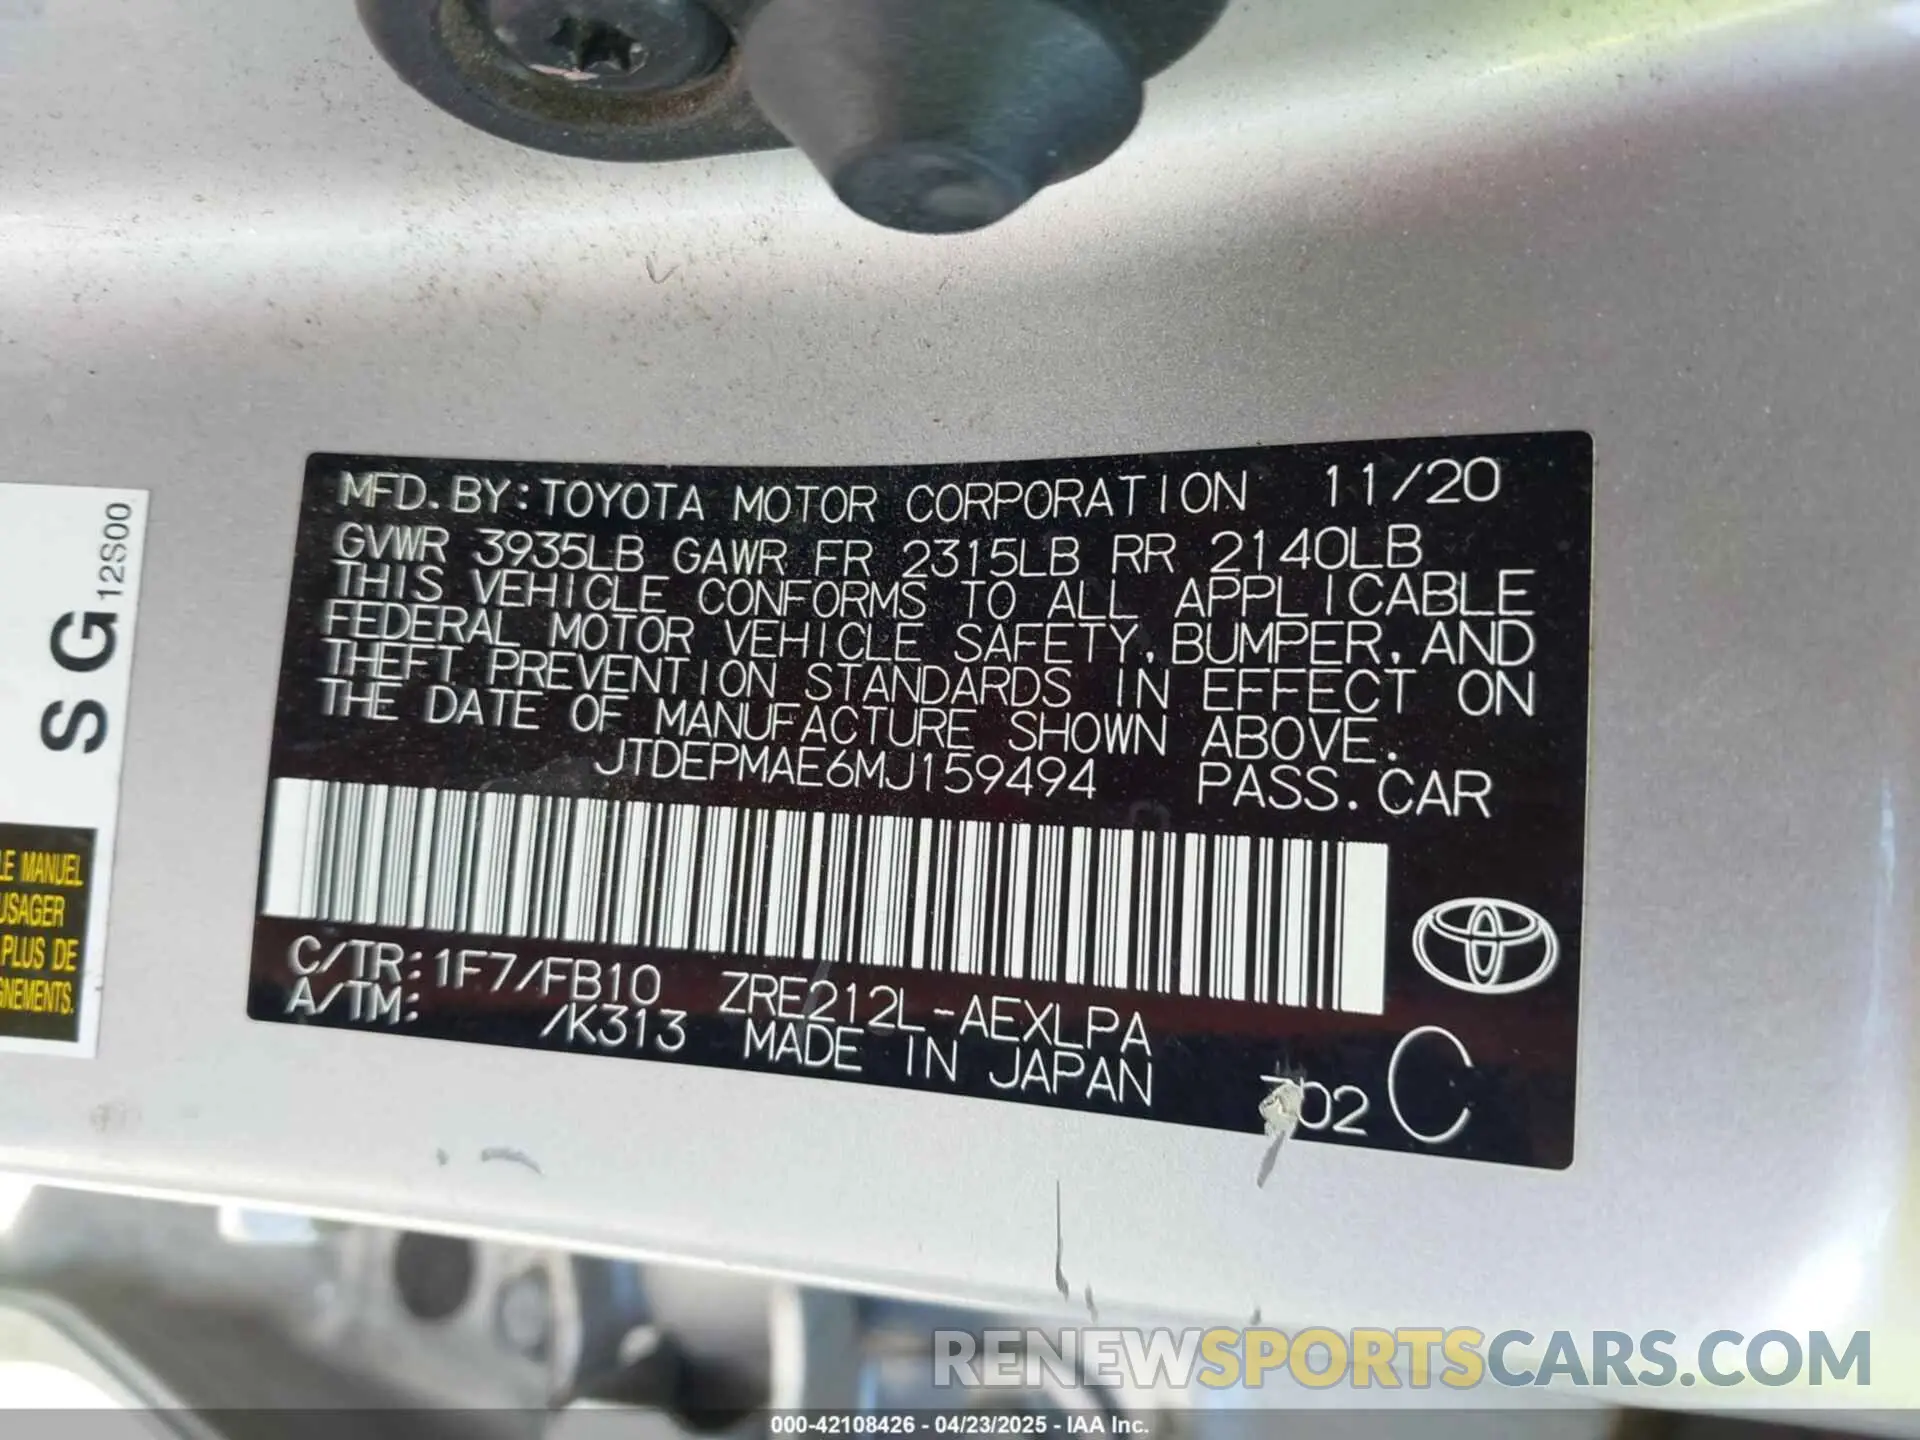 MFD. BY: TOYOTA MOTOR CORPORATION 11/20
GVWR 3935LB GAWR FR 2315LB RR 2140LB
THIS VEHICLE CONFORMS TO ALL APPLICABLE
FEDERAL MOTOR VEHICLE SAFETY, BUMPER, AND
THEFT PREVENTION STANDARDS IN EFFECT ON
THE DATE OF MANUFACTURE SHOWN ABOVE.
JTDEPMAE6MJ159494 PASS. CAR
C/TR: 1F7/FB10 ZRE212L-AEXLPA
A/TM: /K313 MADE IN JAPAN
702 C
SG 12S00
LE MANUEL
USAGER
PLUS DE
GNEMENTS.
RENEWSPORTSCARS.COM
000-42108426 - 04/23/2025 - IAA Inc.